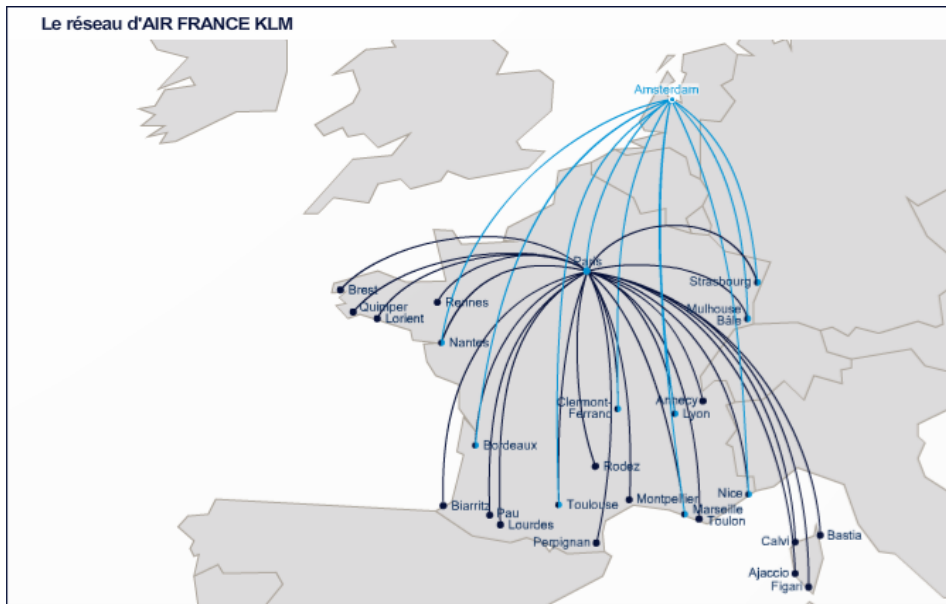 Le réseau d'AIR FRANCE KLM
Amsterdam
Paris
Brest
Quimper
Lorient
Rennes
Nantes
Strasbourg
Mulhouse
Bâle
Clermont-
Ferrand
Annecy
Lyon
Bordeaux
Rodez
Biarritz
Pau
Lourdes
Toulouse
Montpellier
Perpignan
Nice
Marseille
Toulon
Calvi
Bastia
Ajaccio
Figari